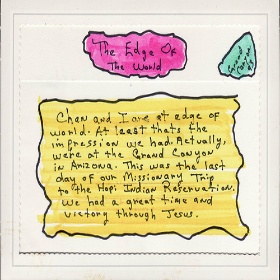 The Edge Of
The World
Chan and I are at edge of
world. At least thats the
impression we had. Actually,
we're at the Grand Canyon
in Arizona. This was the last
day of our Missionary Trip
to the Hopi Indian Reservation.
We had a great time and
victory through Jesus.